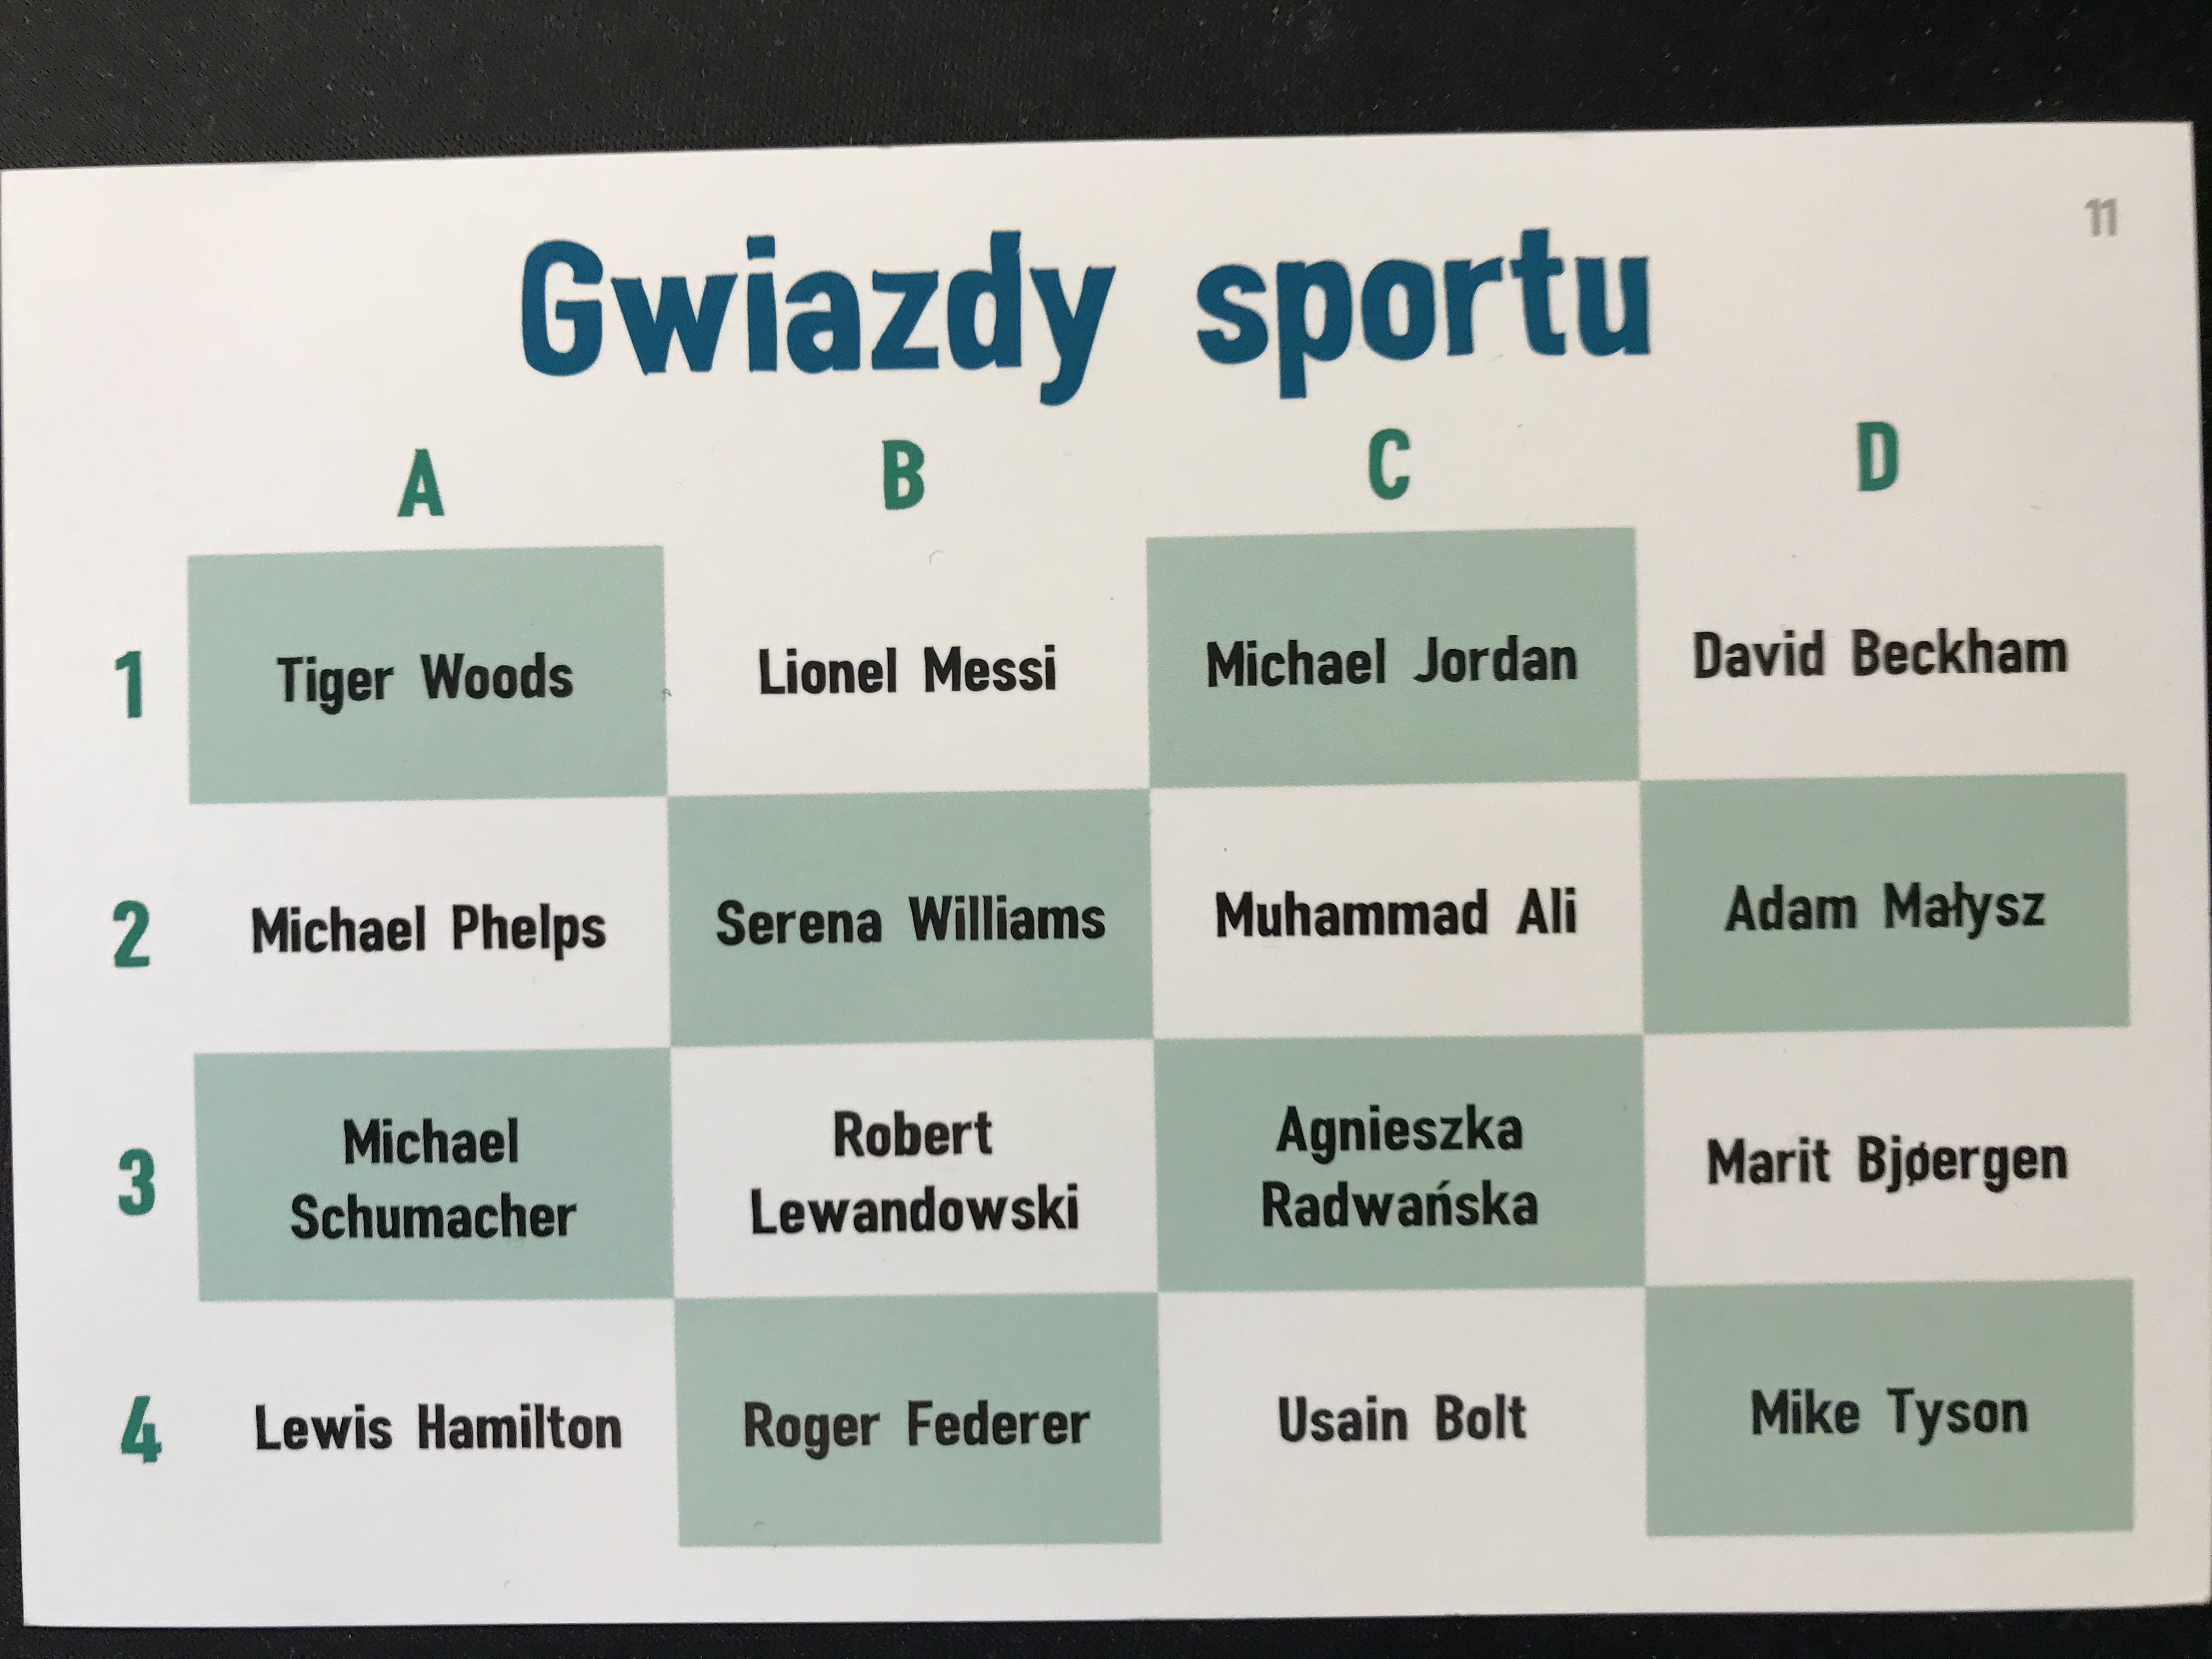 11
Gwiazdy sportu
A B C D
1 Tiger Woods Lionel Messi Michael Jordan David Beckham
2 Michael Phelps Serena Williams Muhammad Ali Adam Małysz
3 Michael Schumacher Robert Lewandowski Agnieszka Radwańska Marit Bjøergen
4 Lewis Hamilton Roger Federer Usain Bolt Mike Tyson